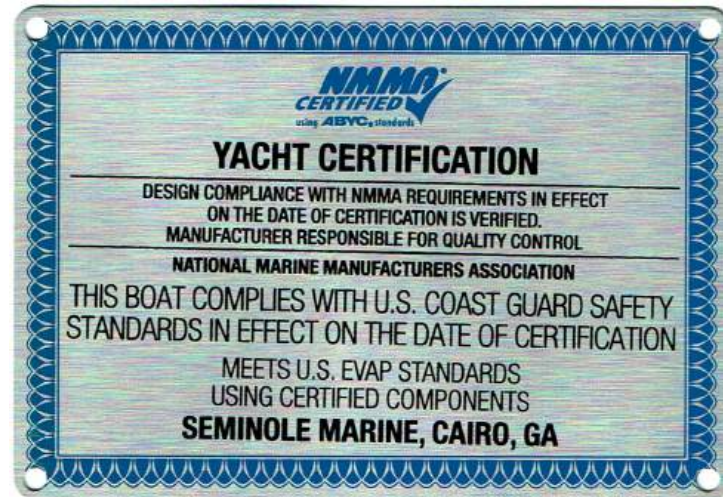 NMMA®
CERTIFIED
using ABYC® standards
YACHT CERTIFICATION
DESIGN COMPLIANCE WITH NMMA REQUIREMENTS IN EFFECT
ON THE DATE OF CERTIFICATION IS VERIFIED.
MANUFACTURER RESPONSIBLE FOR QUALITY CONTROL
NATIONAL MARINE MANUFACTURERS ASSOCIATION
THIS BOAT COMPLIES WITH U.S. COAST GUARD SAFETY
STANDARDS IN EFFECT ON THE DATE OF CERTIFICATION
MEETS U.S. EVAP STANDARDS
USING CERTIFIED COMPONENTS
SEMINOLE MARINE, CAIRO, GA